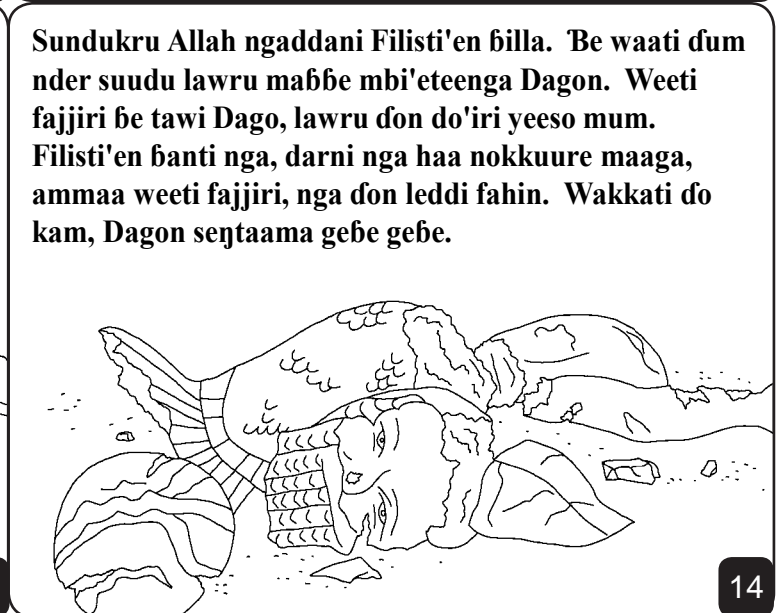 Sundukru Allah ngaddani Filisti'en ɓilla. Ɓe waati ɗum
nder suudu lawru maɓɓe mbi'eteenga Dagon. Weeti
fajjiri ɓe tawi Dago, lawru ɗon do'iri yeeso mum.
Filisti'en ɓanti nga, darni nga haa nokkuure maaga,
ammaa weeti fajjiri, nga ɗon leddi fahin. Wakkati ɗo
kam, Dagon seŋtaama geɓe geɓe.
14